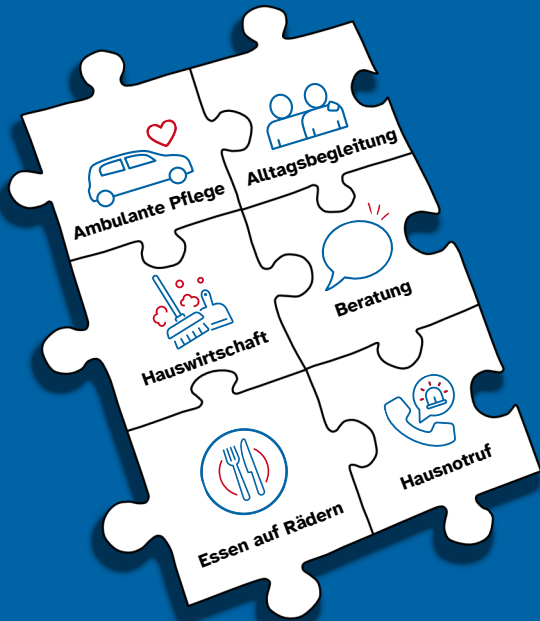 Ambulante Pflege
Alltagsbegleitung
Hauswirtschaft
Beratung
Essen auf Rädern
Hausnotruf